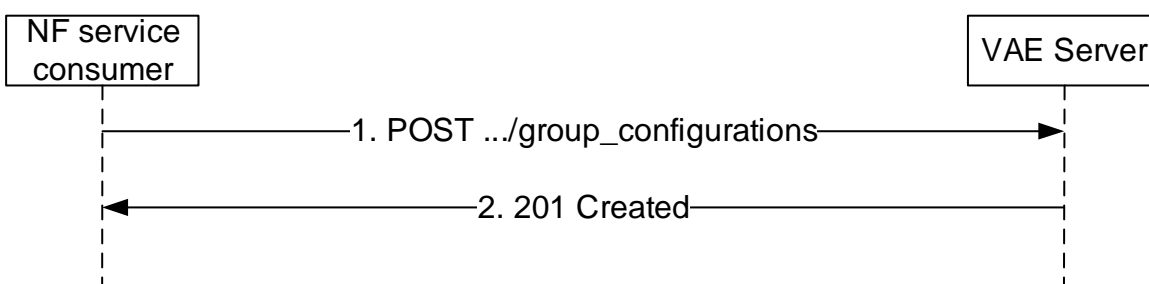 NF service
consumer
VAE Server
1. POST .../group_configurations
2. 201 Created